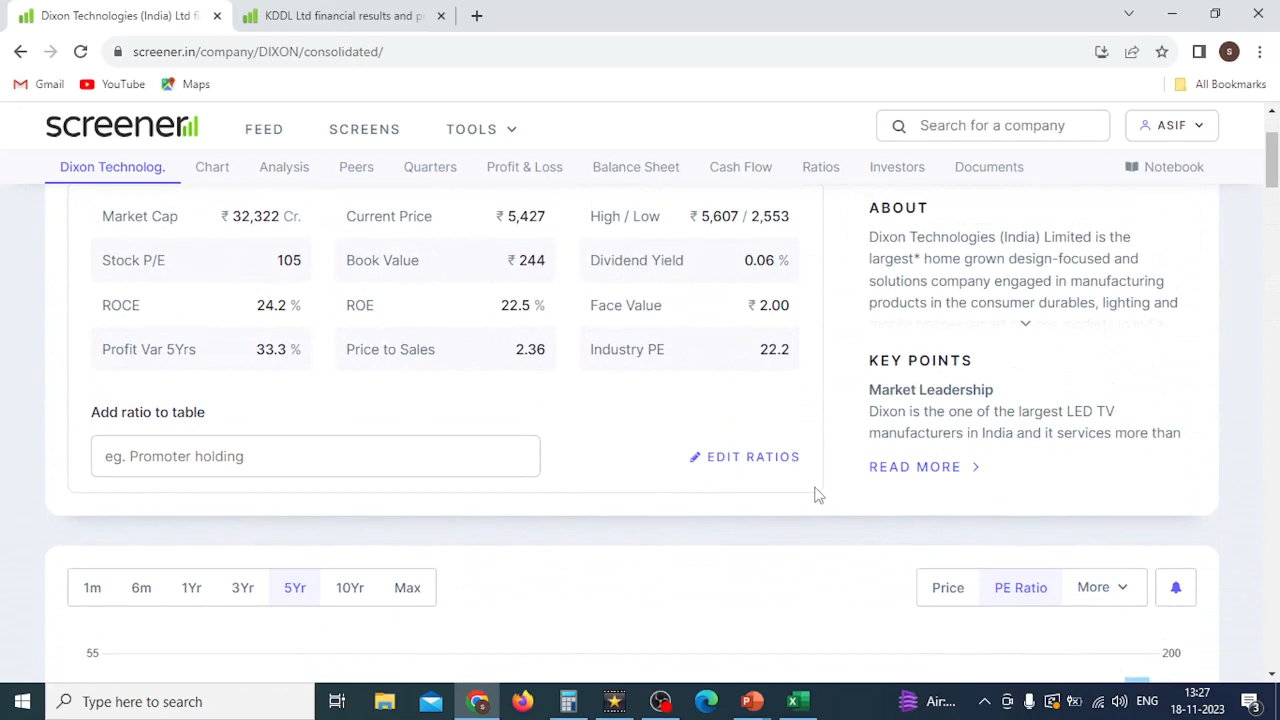 Dixon Technologies (India) Ltd fi
KDDL Ltd financial results and pr
screener.in/company/DIXON/consolidated/
S
Gmail
YouTube
Maps
All Bookmarks
screener
FEED
SCREENS
TOOLS
Search for a company
ASIF
Dixon Technolog.
Chart
Analysis
Peers
Quarters
Profit & Loss
Balance Sheet
Cash Flow
Ratios
Investors
Documents
Notebook
Market Cap ₹ 32,322 Cr.
Current Price ₹ 5,427
High / Low ₹ 5,607 / 2,553
Stock P/E 105
Book Value ₹ 244
Dividend Yield 0.06 %
ROCE 24.2 %
ROE 22.5 %
Face Value ₹ 2.00
Profit Var 5Yrs 33.3 %
Price to Sales 2.36
Industry PE 22.2
Add ratio to table
eg. Promoter holding
EDIT RATIOS
ABOUT
Dixon Technologies (India) Limited is the
largest* home grown design-focused and
solutions company engaged in manufacturing
products in the consumer durables, lighting and
KEY POINTS
Market Leadership
Dixon is the one of the largest LED TV
manufacturers in India and it services more than
READ MORE
1m
6m
1Yr
3Yr
5Yr
10Yr
Max
Price
PE Ratio
More
55
200
Type here to search
Air....
ENG
13:27
18-11-2023
3